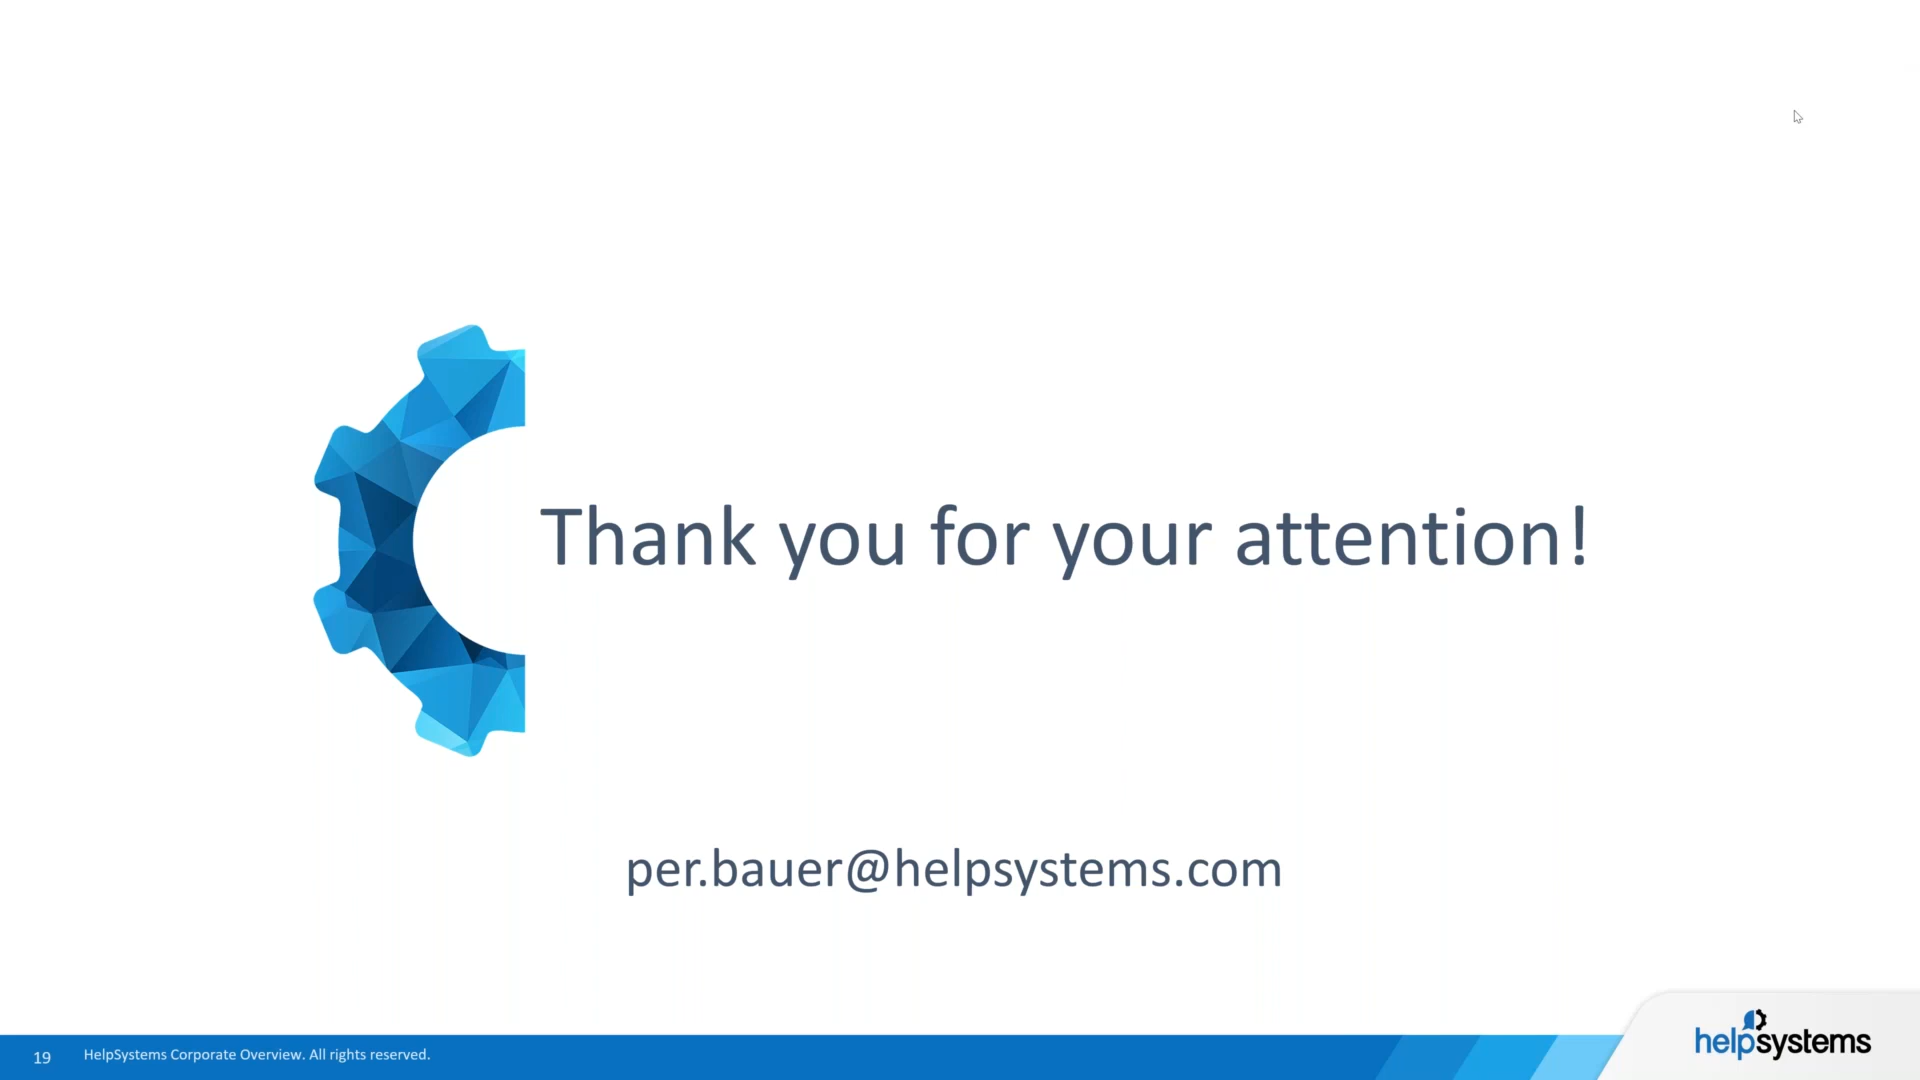 Thank you for your attention!
per.bauer@helpsystems.com
19
HelpSystems Corporate Overview. All rights reserved.
helpsystems